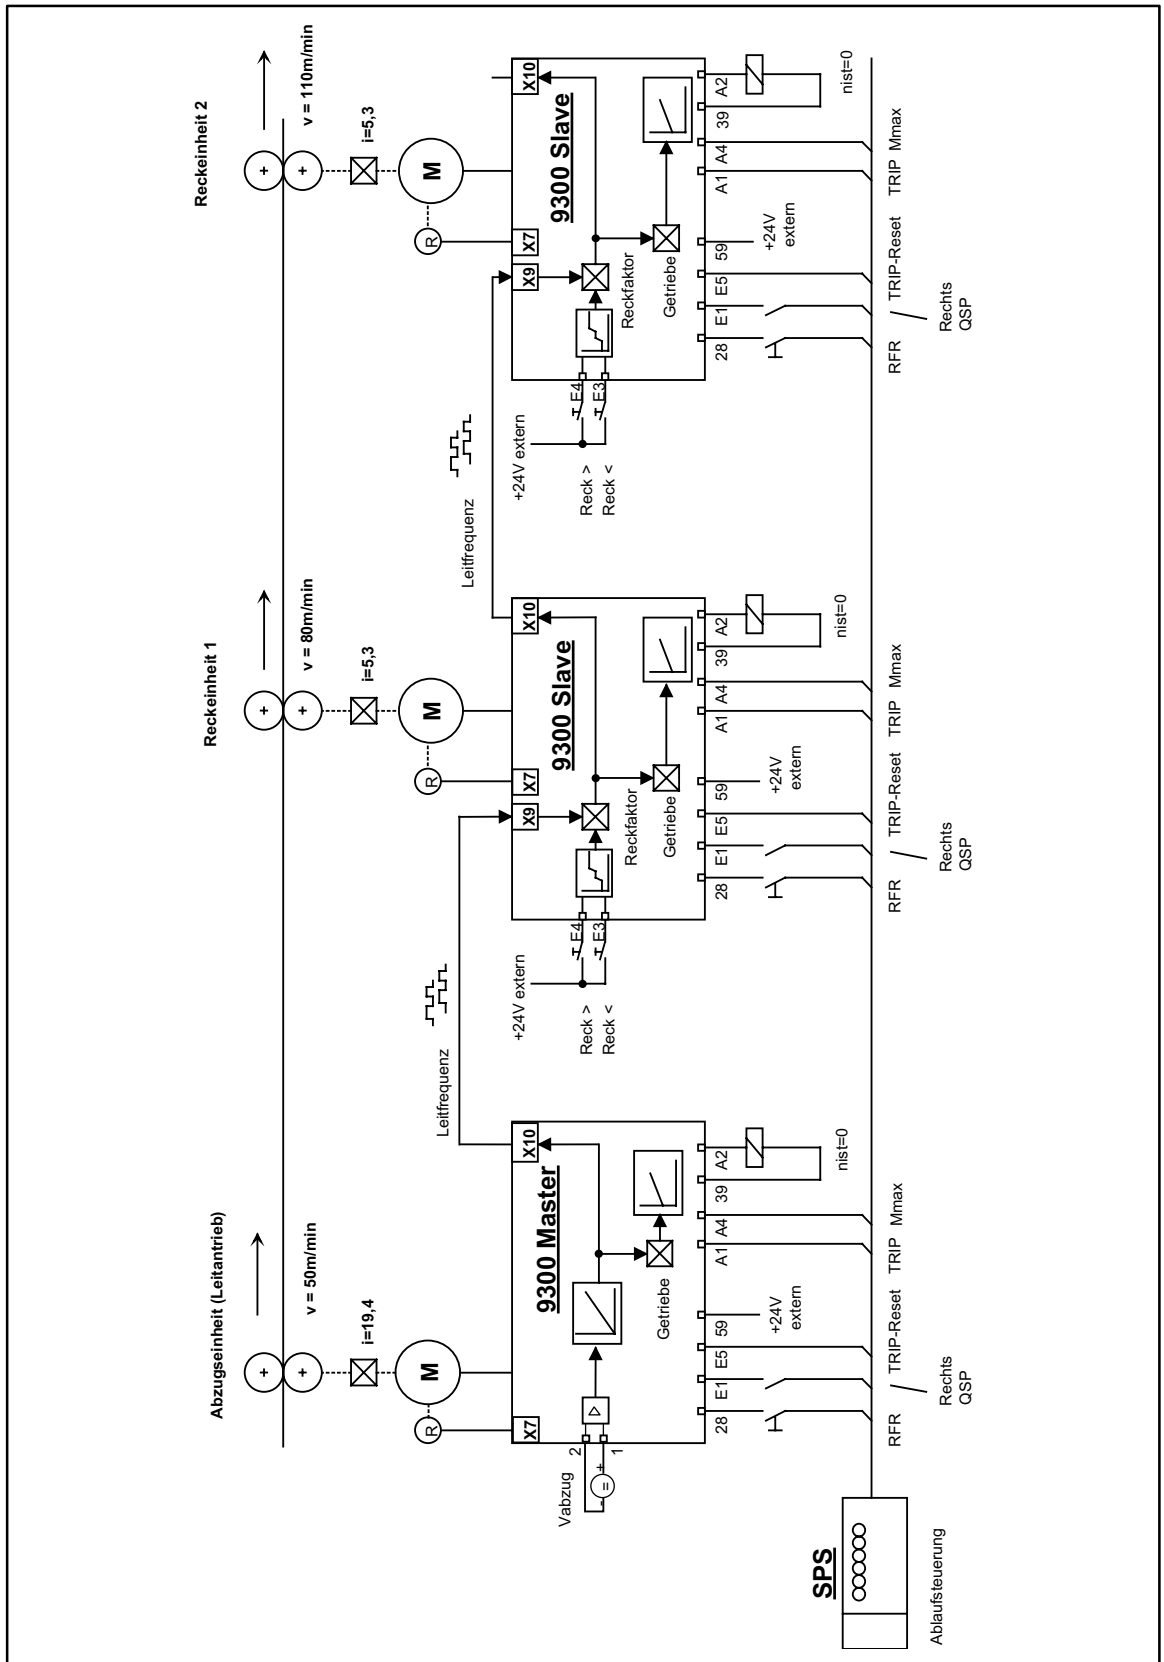 Abzugseinheit (Leitantrieb)
v = 50m/min
i=19,4
M
R
X7
X10
9300 Master
Vabzug
2
1
-
+
=
Getriebe
28
E1
E5
59
A1
A4
39
A2
+24V
extern
nist=0
RFR
Rechts
QSP
TRIP-Reset
TRIP
Mmax
Leitfrequenz
Reckeinheit 1
v = 80m/min
i=5,3
M
R
X9
X7
X10
9300 Slave
+24V extern
Reck >
Reck <
E4
E3
Reckfaktor
Getriebe
28
E1
E5
59
A1
A4
39
A2
+24V
extern
nist=0
RFR
Rechts
QSP
TRIP-Reset
TRIP
Mmax
Leitfrequenz
Reckeinheit 2
v = 110m/min
i=5,3
M
R
X9
X7
X10
9300 Slave
+24V extern
Reck >
Reck <
E4
E3
Reckfaktor
Getriebe
28
E1
E5
59
A1
A4
39
A2
+24V
extern
nist=0
RFR
Rechts
QSP
TRIP-Reset
TRIP
Mmax
SPS
Ablaufsteuerung